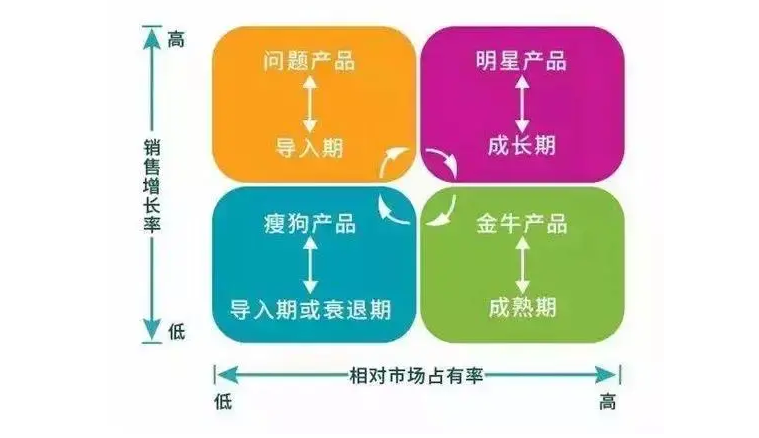 高
销售增长率
低
问题产品
导入期
明星产品
成长期
瘦狗产品
导入期或衰退期
金牛产品
成熟期
相对市场占有率
低
高